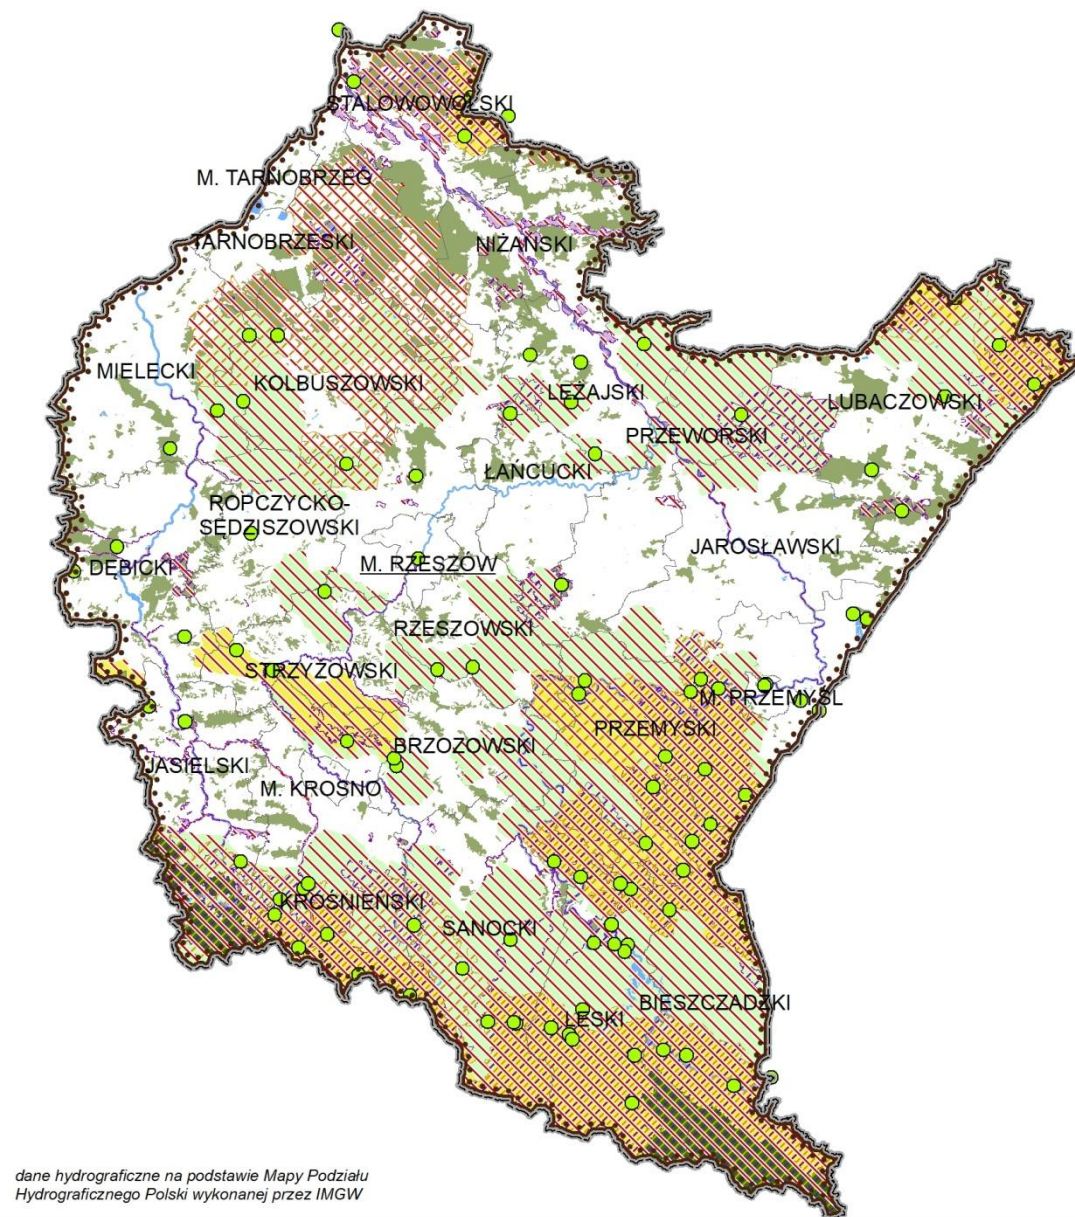 STALOWOWOLSKI
M. TARNOBRZEG
TARNOBRZESKI
NIŻAŃSKI
MIELECKI
KOLBUSZOWSKI
LEŻAJSKI
LUBACZOWSKI
PRZEWORSKI
ŁAŃCUCKI
ROPCZYCKO-
SĘDZISZOWSKI
JAROSŁAWSKI
DĘBICKI
M. RZESZÓW
RZESZOWSKI
STRZYŻOWSKI
M. PRZEMYŚL
PRZEMYSKI
BRZOZOWSKI
JASIELSKI
M. KROSNO
KROŚNIEŃSKI
SANOCKI
BIESZCZADZKI
LESKI
dane hydrograficzne na podstawie Mapy Podziału
Hydrograficznego Polski wykonanej przez IMGW